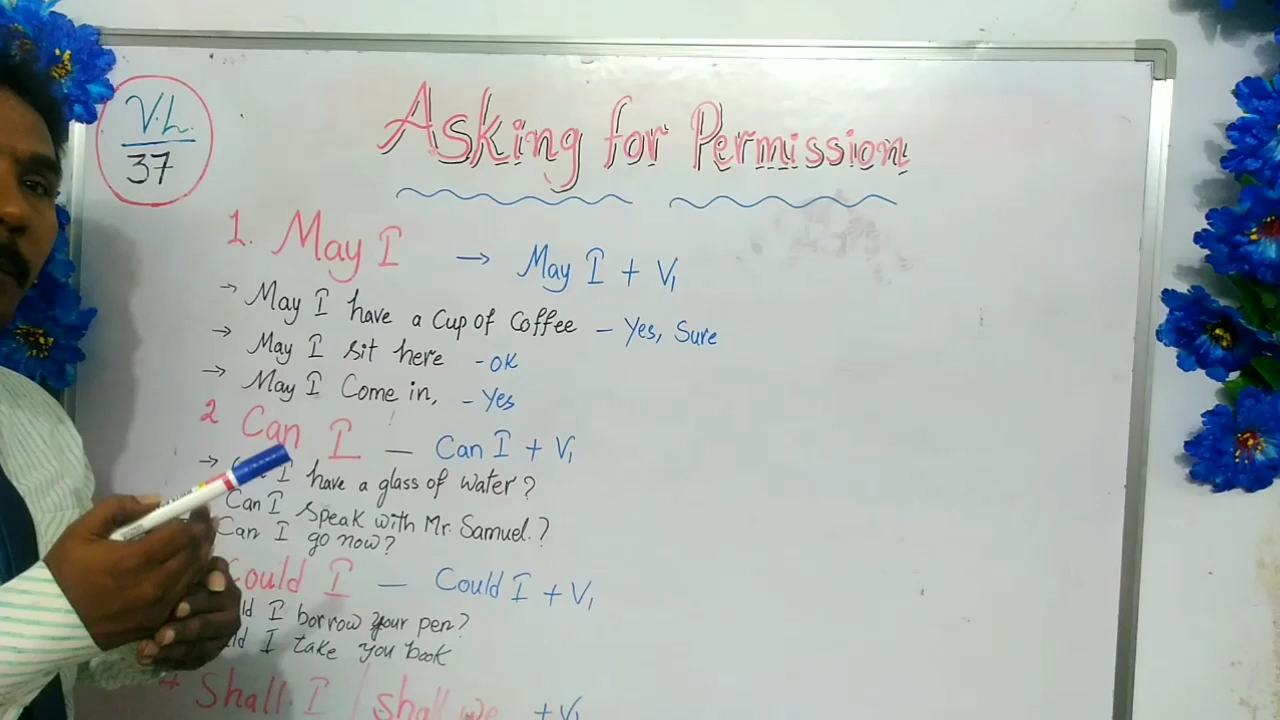 V.L.
37
Asking for Permission
1. May I → May I + V1
→ May I have a Cup of Coffee – Yes, Sure
→ May I sit here - OK
→ May I Come in, - Yes
2 Can I — Can I + V1
→ I have a glass of water?
Can I speak with Mr. Samuel.?
Can I go now?
Could I — Could I + V1
I borrow your pen?
I take you book
Shall I / shall we + V1